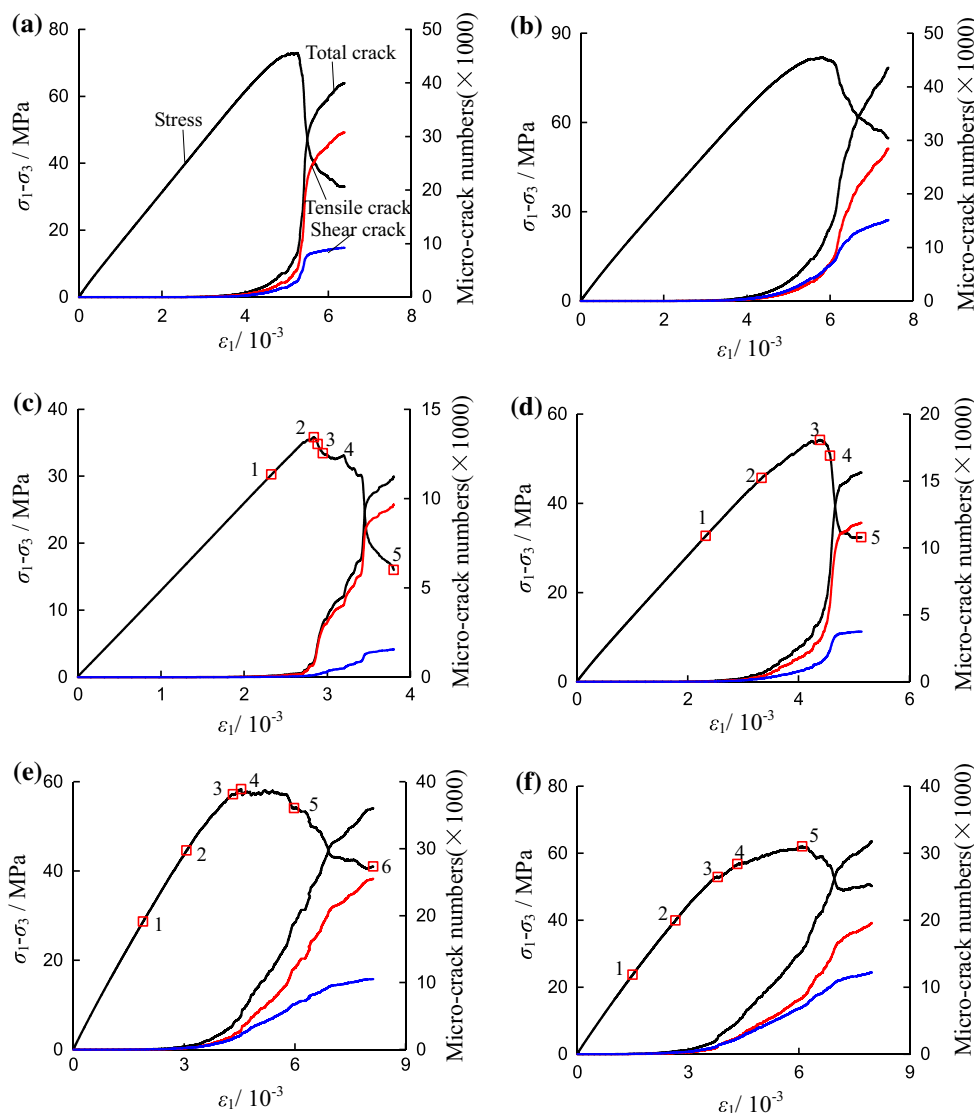 (a)
80
60
40
20
0
σ1-σ3 / MPa
50
40
30
20
10
0
Micro-crack numbers(×1000)
Total crack
Stress
Tensile crack
Shear crack
0 2 4 6 8
ε1/ 10-3
(b)
90
60
30
0
σ1-σ3 / MPa
50
40
30
20
10
0
Micro-crack numbers(×1000)
0 2 4 6 8
ε1/ 10-3
(c)
40
30
20
10
0
σ1-σ3 / MPa
15
12
9
6
3
0
Micro-crack numbers(×1000)
1
2
3
4
5
0 1 2 3 4
ε1/ 10-3
(d)
60
40
20
0
σ1-σ3 / MPa
20
15
10
5
0
Micro-crack numbers(×1000)
1
2
3
4
5
0 2 4 6
ε1/ 10-3
(e)
60
40
20
0
σ1-σ3 / MPa
40
30
20
10
0
Micro-crack numbers(×1000)
1
2
3
4
5
6
0 3 6 9
ε1/ 10-3
(f)
80
60
40
20
0
σ1-σ3 / MPa
40
30
20
10
0
Micro-crack numbers(×1000)
1
2
3
4
5
0 3 6 9
ε1/ 10-3